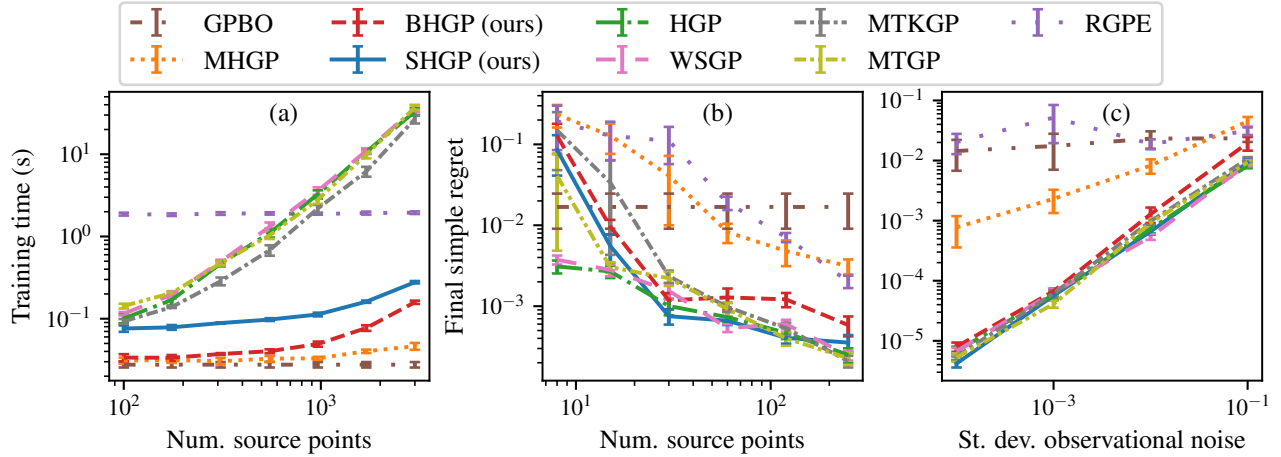 GPBO BHGP (ours) HGP MTKGP RGPE
MHGP SHGP (ours) WSGP MTGP
(a) (b) (c)
Training time (s)
10^1
10^0
10^-1
10^2 10^3
Num. source points
Final simple regret
10^-1
10^-2
10^-3
10^1 10^2
Num. source points
10^-1
10^-2
10^-3
10^-4
10^-5
10^-3 10^-1
St. dev. observational noise